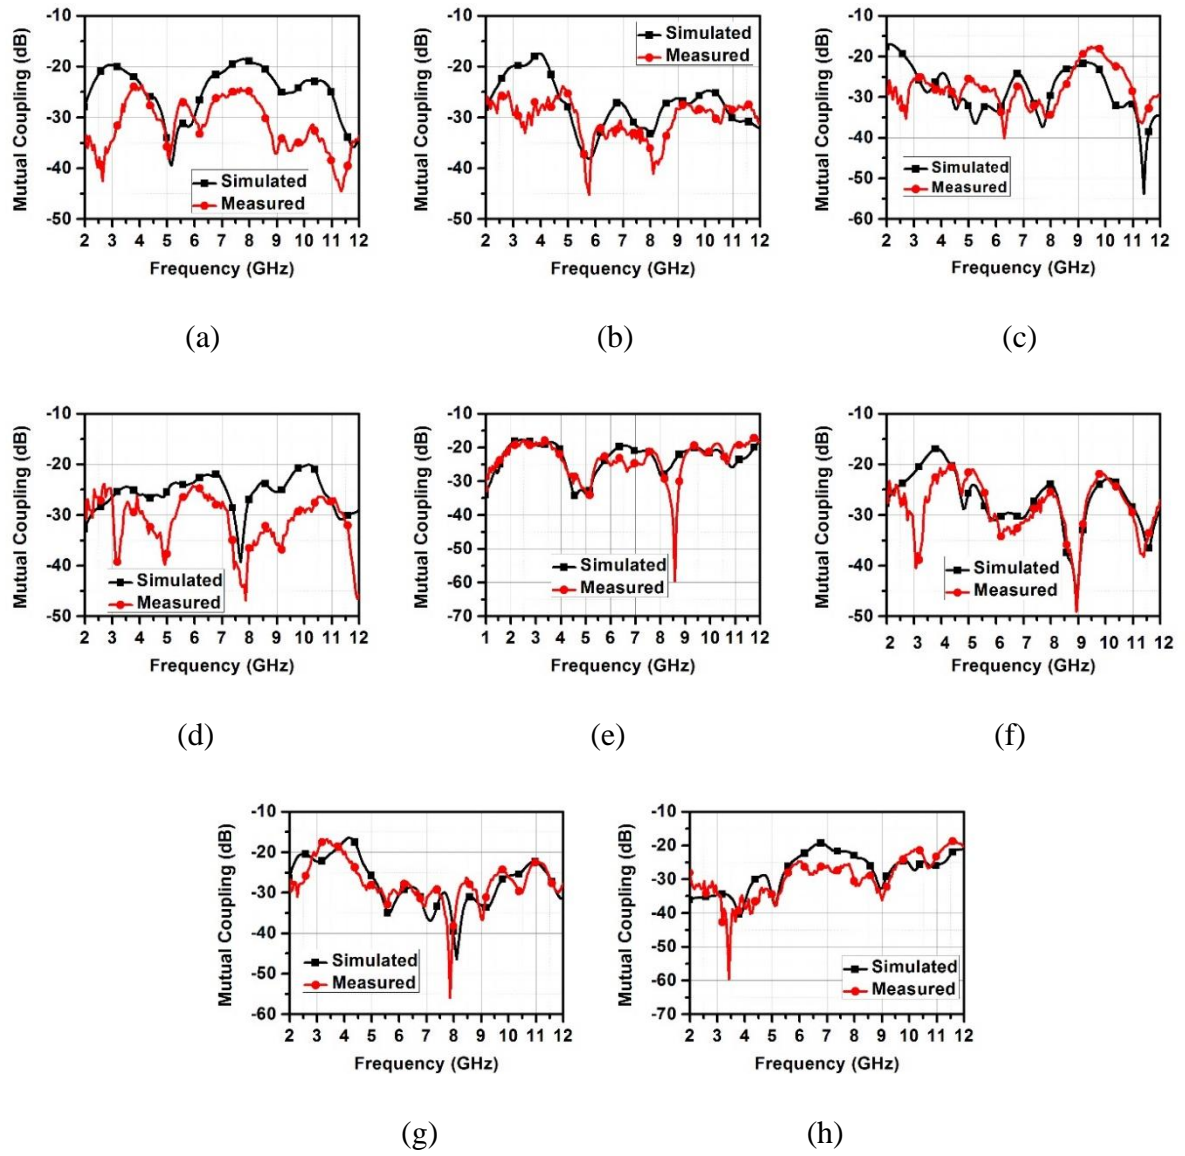 -10 -10 -10
Simulated
Measured
-20 -20 -20
-30 -30 -30
-40 -40 -40
Simulated
Measured
Simulated
Measured
-50
-50 -50 -60
Mutual Coupling (dB) Mutual Coupling (dB) Mutual Coupling (dB)
2 3 4 5 6 7 8 9 10 11 12 2 3 4 5 6 7 8 9 10 11 12 2 3 4 5 6 7 8 9 10 11 12
Frequency (GHz) Frequency (GHz) Frequency (GHz)
(a) (b) (c)
-10 -10 -10
-20 -20 -20
-30 -30 -30
-40 -40 -40
-50
-60
Simulated Simulated Simulated
Measured Measured Measured
-50 -70 -50
Mutual Coupling (dB) Mutual Coupling (dB) Mutual Coupling (dB)
2 3 4 5 6 7 8 9 10 11 12 1 2 3 4 5 6 7 8 9 10 11 12 2 3 4 5 6 7 8 9 10 11 12
Frequency (GHz) Frequency (GHz) Frequency (GHz)
(d) (e) (f)
-10 -10
-20 -20
-30 -30
-40 -40
-50 -50
-60
Simulated Simulated
Measured Measured
-60 -70
Mutual Coupling (dB) Mutual Coupling (dB)
2 3 4 5 6 7 8 9 10 11 12 2 3 4 5 6 7 8 9 10 11 12
Frequency (GHz) Frequency (GHz)
(g) (h)